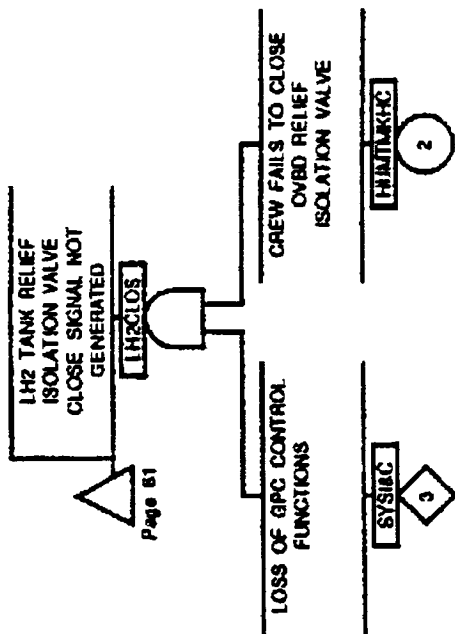 LH2 TANK RELIEF
ISOLATION VALVE
CLOSE SIGNAL NOT
GENERATED
LH2CLOS
Page 61
LOSS OF GPC CONTROL
FUNCTIONS
SYSI&C
3
CREW FAILS TO CLOSE
OVBD RELIEF
ISOLATION VALVE
HUMTMKHC
2